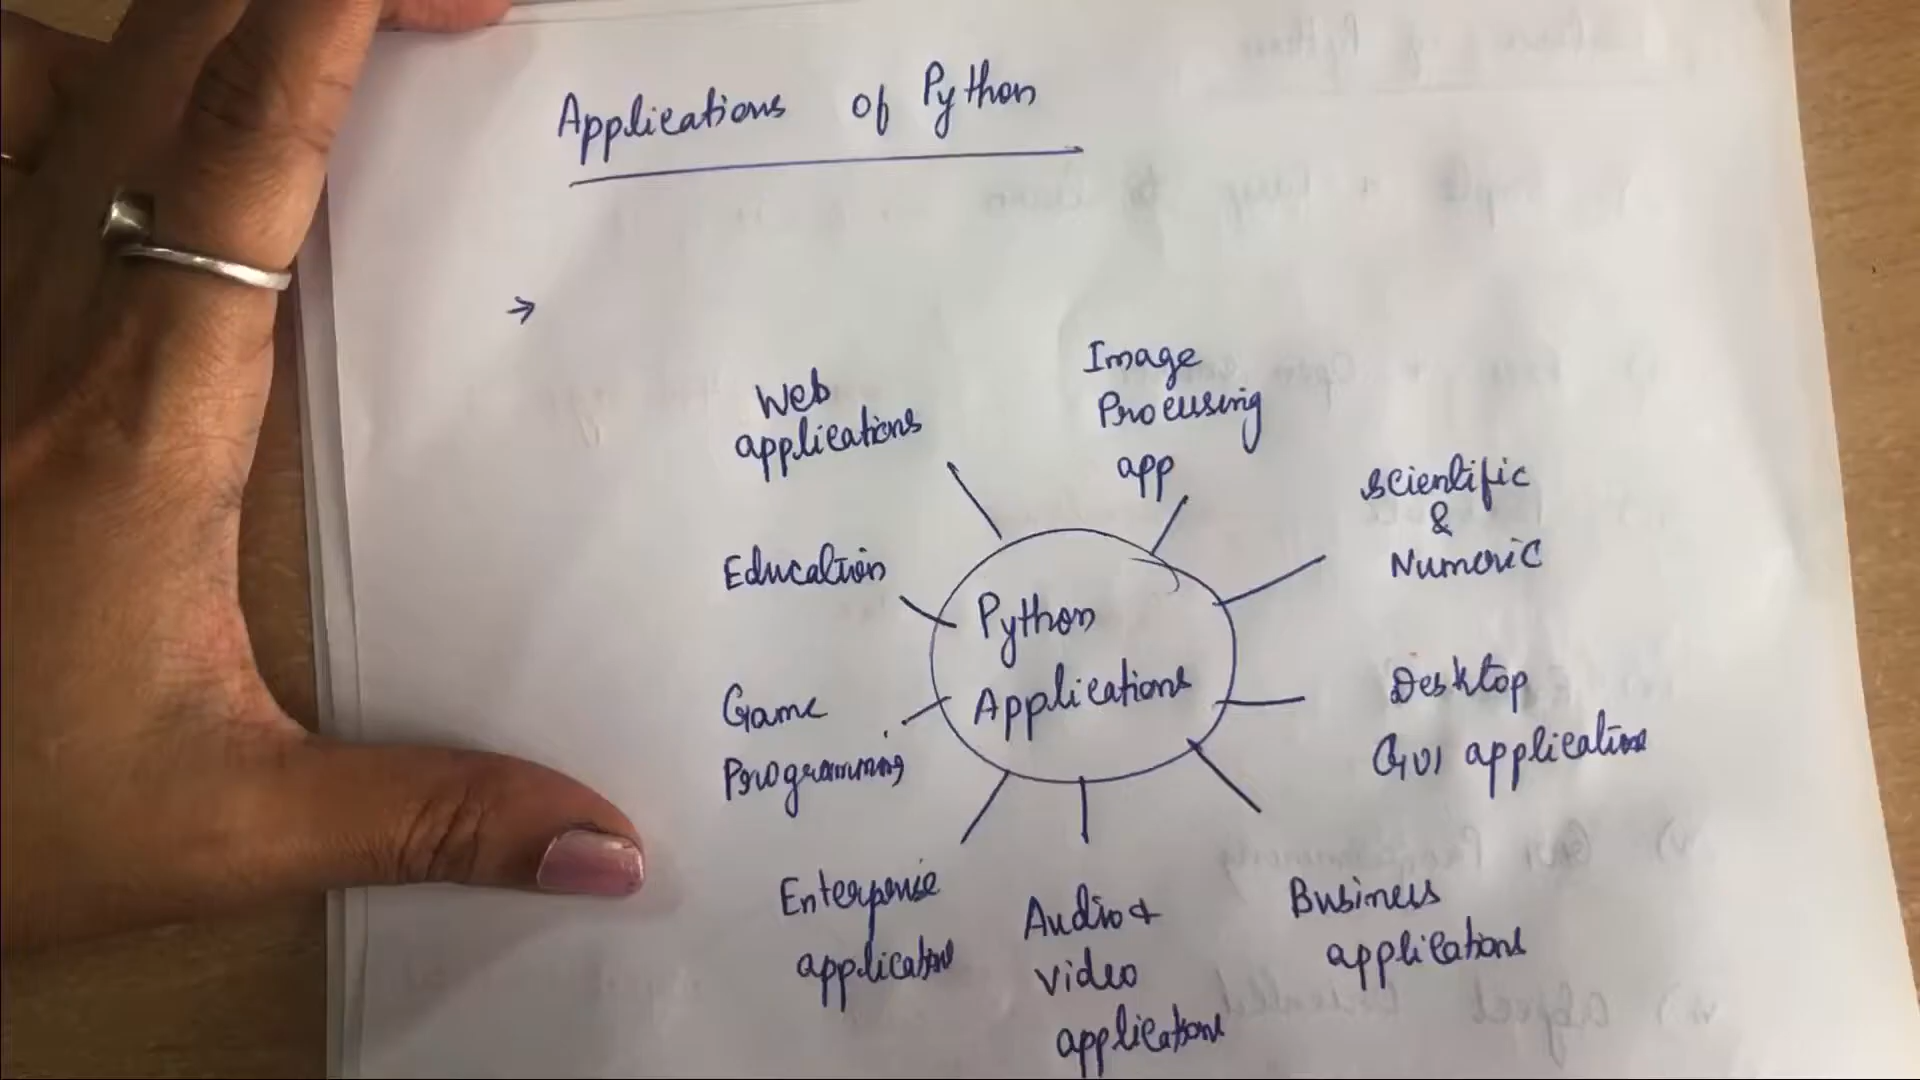 Applications of Python
→
Web
applications
Image
Processing
app
Scientific
&
Numeric
Education
Python
Applications
Desktop
GUI applications
Game
Programming
Enterprise
applications
Audio &
video
applications
Business
applications